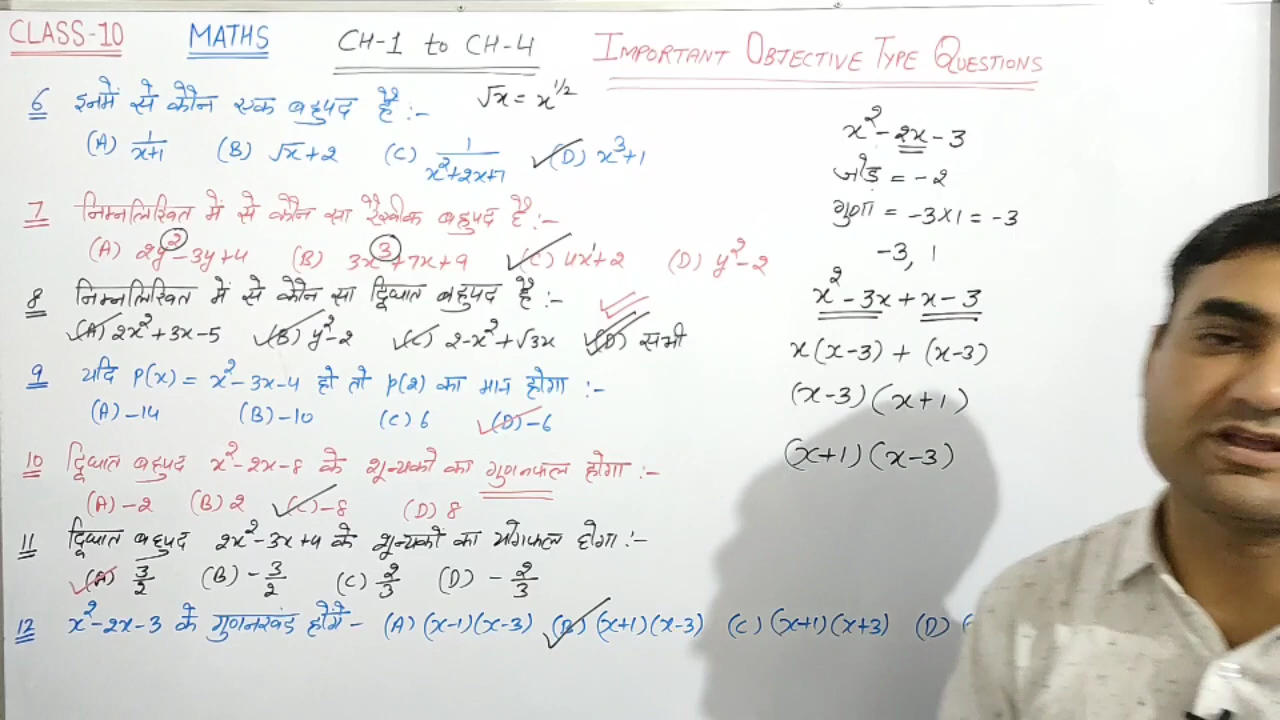 CLASS-10 MATHS CH-1 to CH-4 IMPORTANT OBJECTIVE TYPE QUESTIONS
6 इनमें से कौन एक बहुपद है :-
√x = x^1/2
(A) 1/x+1 (B) √x+2 (C) 1/x²+2x+7 (D) x³+1
7 निम्नलिखित में से कौन सा रैखीक बहुपद है :-
(A) 2y²-3y+4 (B) 3x³+7x+9 (C) 4x¹+2 (D) y²-2
8 निम्नलिखित में से कौन सा द्विघात बहुपद है :-
(A) 2x²+3x-5 (B) y²-2 (C) 2-x²+√3x (D) सभी
9 यदि P(x) = x²-3x-4 हो तो P(2) का मान होगा :-
(A) -14 (B) -10 (C) 6 (D) -6
10 द्विघात बहुपद x²-2x-8 के शून्यकों का गुणनफल होगा :-
(A) -2 (B) 2 (C) -8 (D) 8
11 द्विघात बहुपद 2x²-3x+4 के शून्यकों का योगफल होगा :-
(A) 3/2 (B) -3/2 (C) 2/3 (D) -2/3
12 x²-2x-3 के गुणनखंड होंगे - (A) (x-1)(x-3) (B) (x+1)(x-3) (C) (x+1)(x+3) (D) (
x²-2x-3
जोड़ = -2
गुणा = -3×1 = -3
-3, 1
x²-3x+x-3
x(x-3) + (x-3)
(x-3)(x+1)
(x+1)(x-3)